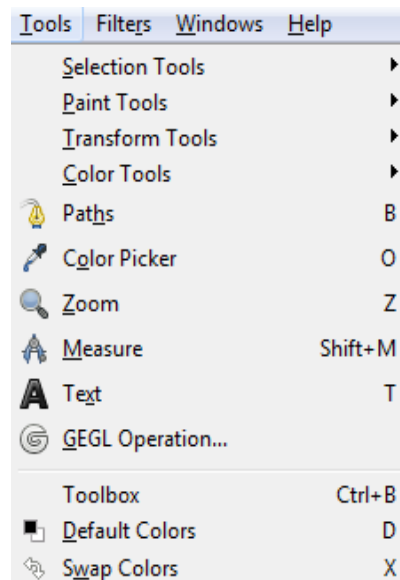 Tools Filters Windows Help
Selection Tools
Paint Tools
Transform Tools
Color Tools
Paths B
Color Picker O
Zoom Z
Measure Shift+M
Text T
GEGL Operation...
Toolbox Ctrl+B
Default Colors D
Swap Colors X